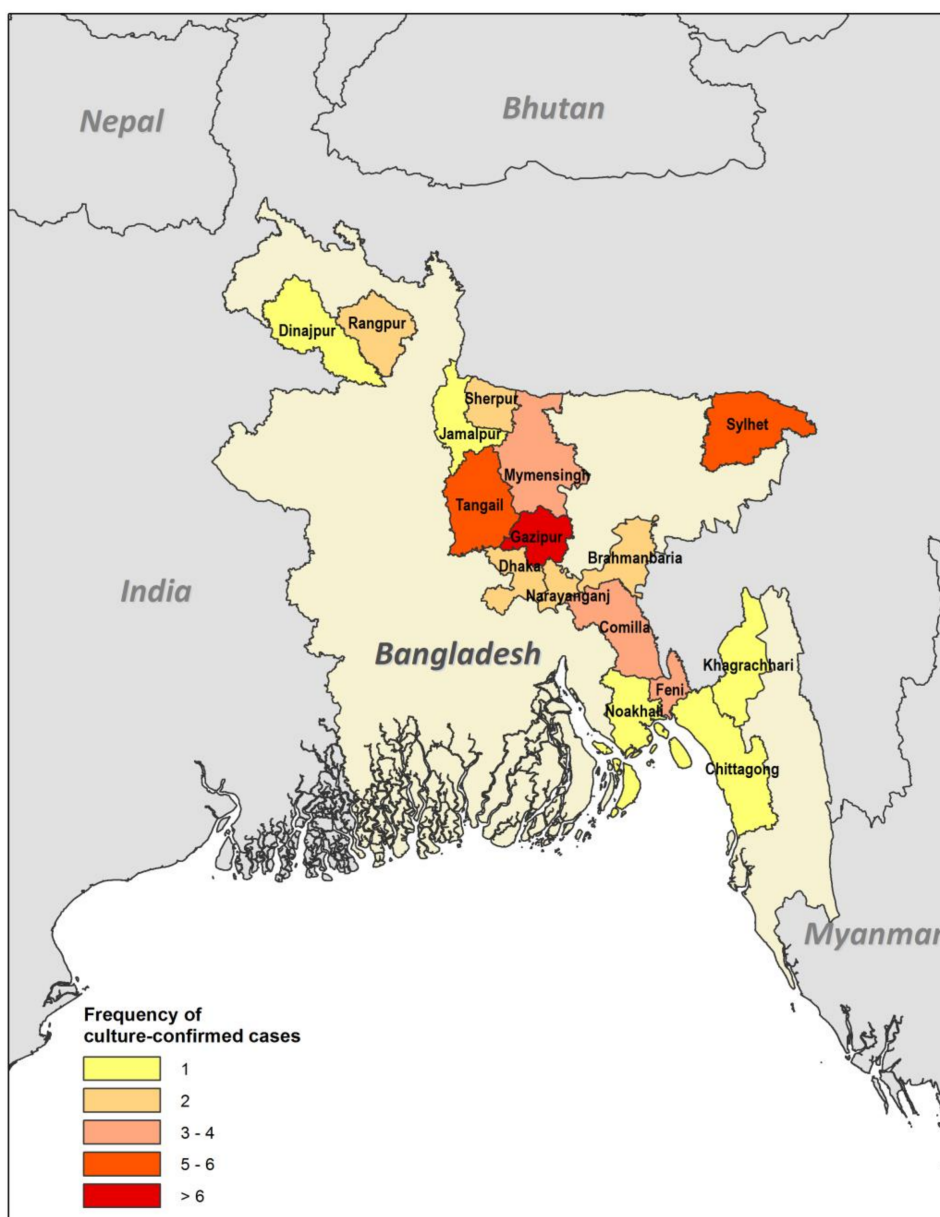 Nepal
Bhutan
Dinajpur
Rangpur
Sherpur
Jamalpur
Sylhet
Mymensingh
Tangail
Gazipur
Dhaka
Brahmanbaria
India
Narayanganj
Comilla
Bangladesh
Khagrachhari
Feni
Noakhali
Chittagong
Myanmar
Frequency of
culture-confirmed cases
1
2
3 - 4
5 - 6
> 6